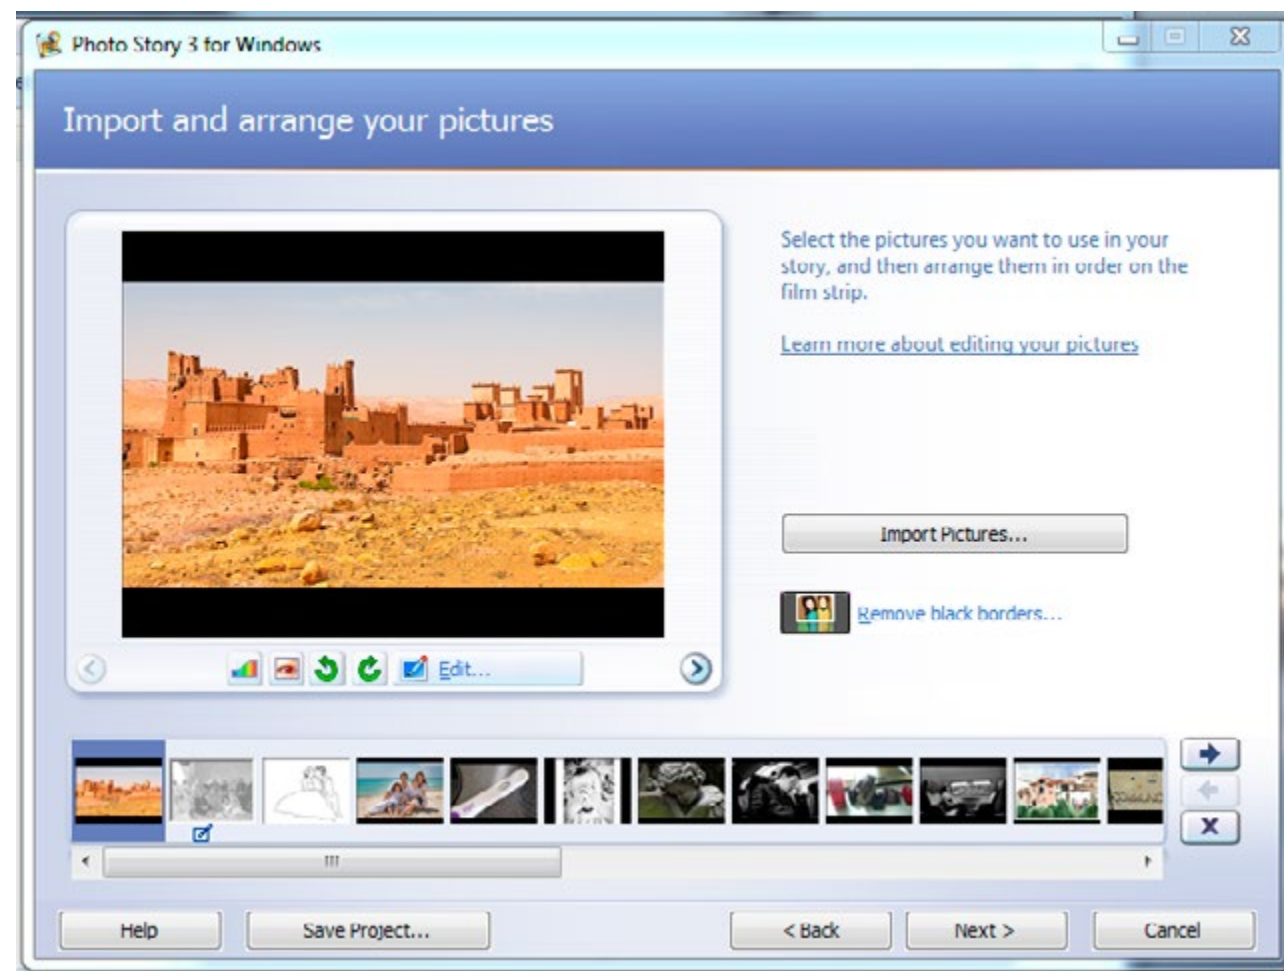 Photo Story 3 for Windows
Import and arrange your pictures
Select the pictures you want to use in your
story, and then arrange them in order on the
film strip.
Learn more about editing your pictures
Import Pictures...
Remove black borders...
Edit...
Help
Save Project...
< Back
Next >
Cancel